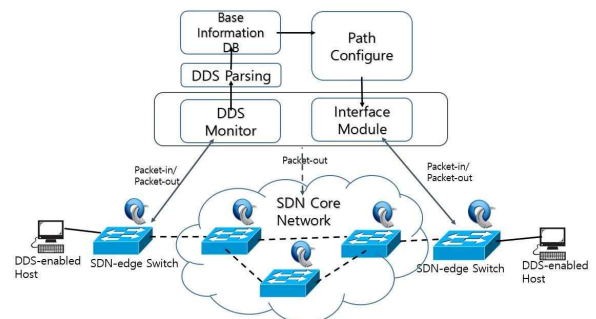 Base
Information
DB
Path
Configure
DDS Parsing
DDS
Monitor
Interface
Module
Packet-in/
Packet-out
Packet-out
Packet-in/
Packet-out
SDN Core
Network
DDS-enabled
Host
SDN-edge Switch
SDN-edge Switch
DDS-enabled
Host